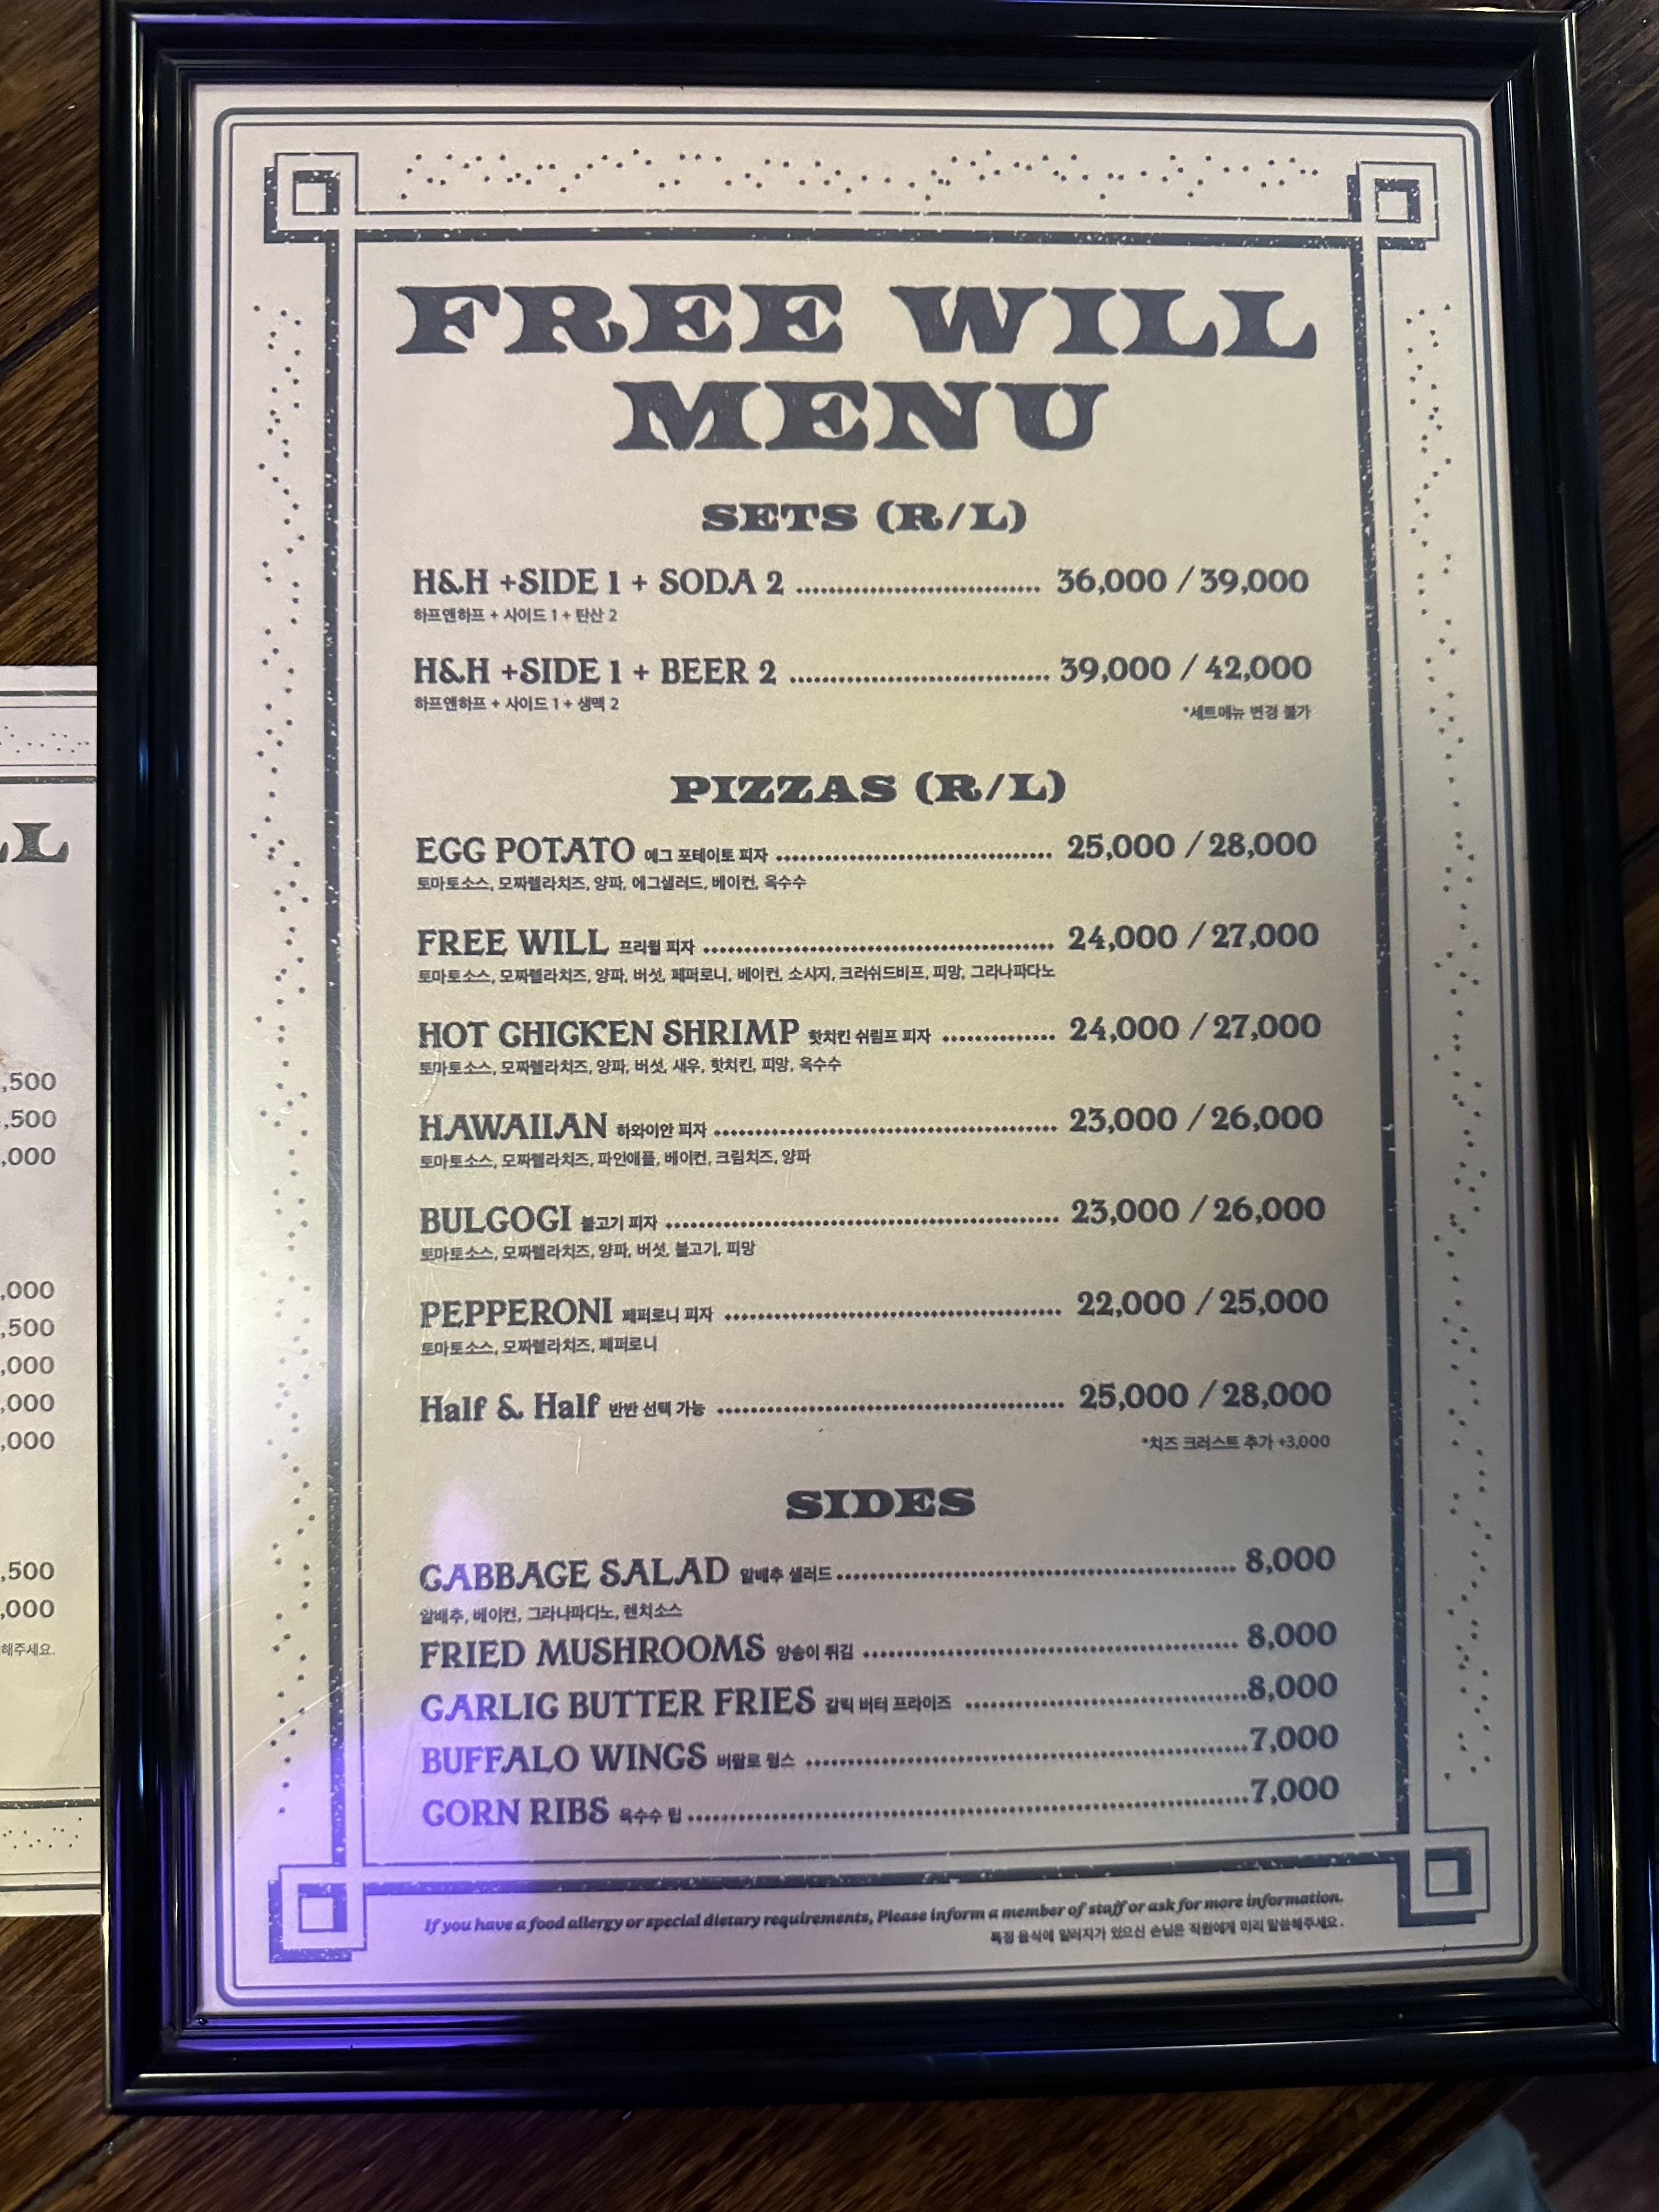 FREE WILL
MENU
SETS (R/L)
H&H +SIDE 1 + SODA 2 ........ 36,000 / 39,000
하프앤하프 + 사이드 1 + 탄산 2
H&H +SIDE 1 + BEER 2 ........ 39,000 / 42,000
하프앤하프 + 사이드 1 + 생맥 2
*세트메뉴 변경 불가
PIZZAS (R/L)
EGG POTATO 에그 포테이토 피자 ........ 25,000 / 28,000
토마토소스, 모짜렐라치즈, 양파, 에그샐러드, 베이컨, 옥수수
FREE WILL 프리윌 피자 ........ 24,000 / 27,000
토마토소스, 모짜렐라치즈, 양파, 버섯, 페퍼로니, 베이컨, 소시지, 크러쉬드비프, 피망, 그라나파다노
HOT CHICKEN SHRIMP 핫치킨 쉬림프 피자 ........ 24,000 / 27,000
토마토소스, 모짜렐라치즈, 양파, 버섯, 새우, 핫치킨, 피망, 옥수수
HAWAIIAN 하와이안 피자 ........ 23,000 / 26,000
토마토소스, 모짜렐라치즈, 파인애플, 베이컨, 크림치즈, 양파
BULGOGI 불고기 피자 ........ 23,000 / 26,000
토마토소스, 모짜렐라치즈, 양파, 버섯, 불고기, 피망
PEPPERONI 페퍼로니 피자 ........ 22,000 / 25,000
토마토소스, 모짜렐라치즈, 페퍼로니
Half & Half 반반 선택 가능 ........ 25,000 / 28,000
*치즈 크러스트 추가 +3,000
SIDES
CABBAGE SALAD 알배추 샐러드 ........ 8,000
알배추, 베이컨, 그라나파다노, 렌치소스
FRIED MUSHROOMS 양송이 튀김 ........ 8,000
GARLIC BUTTER FRIES 갈릭 버터 프라이즈 ........ 8,000
BUFFALO WINGS 버팔로 윙스 ........ 7,000
CORN RIBS 옥수수 립 ........ 7,000
If you have a food allergy or special dietary requirements, Please inform a member of staff or ask for more information.
특정 음식에 알러지가 있으신 손님은 직원에게 미리 말씀해주세요.
LL
,500
,500
,000
,000
,500
,000
,000
,000
,500
,000
해주세요.